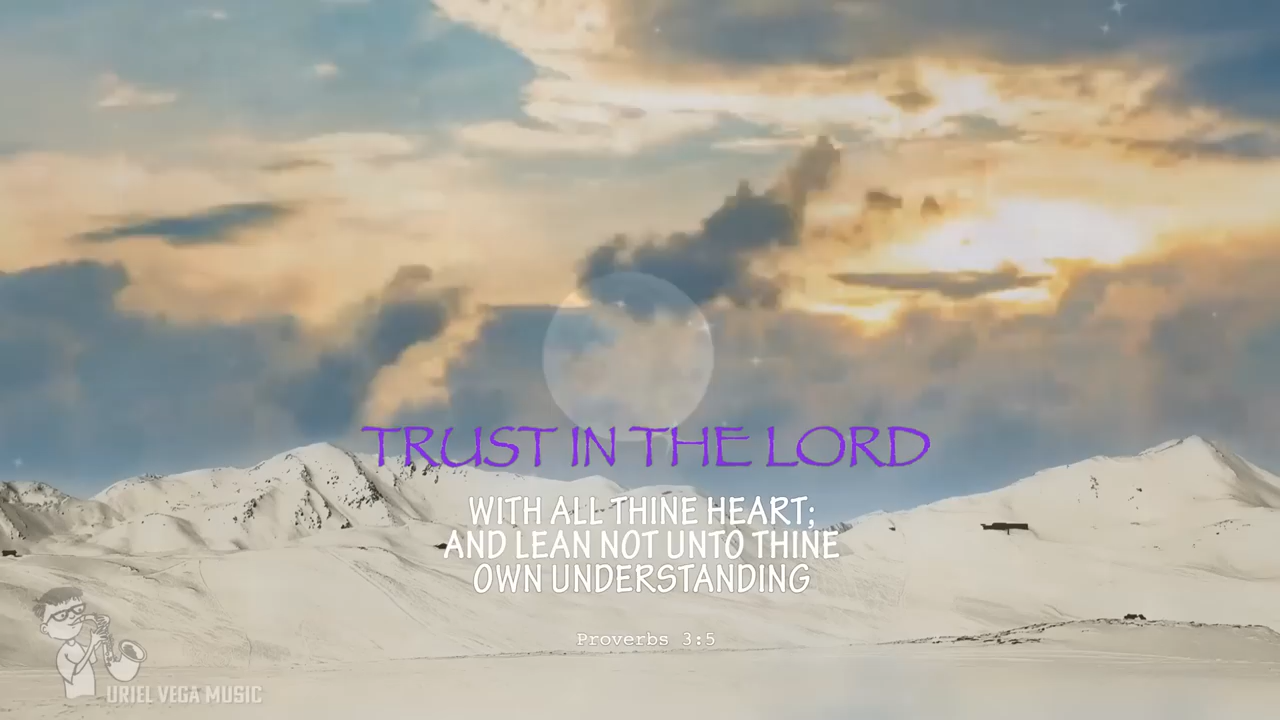 TRUST IN THE LORD
WITH ALL THINE HEART;
AND LEAN NOT UNTO THINE
OWN UNDERSTANDING
Proverbs 3:5
URIEL VEGA MUSIC